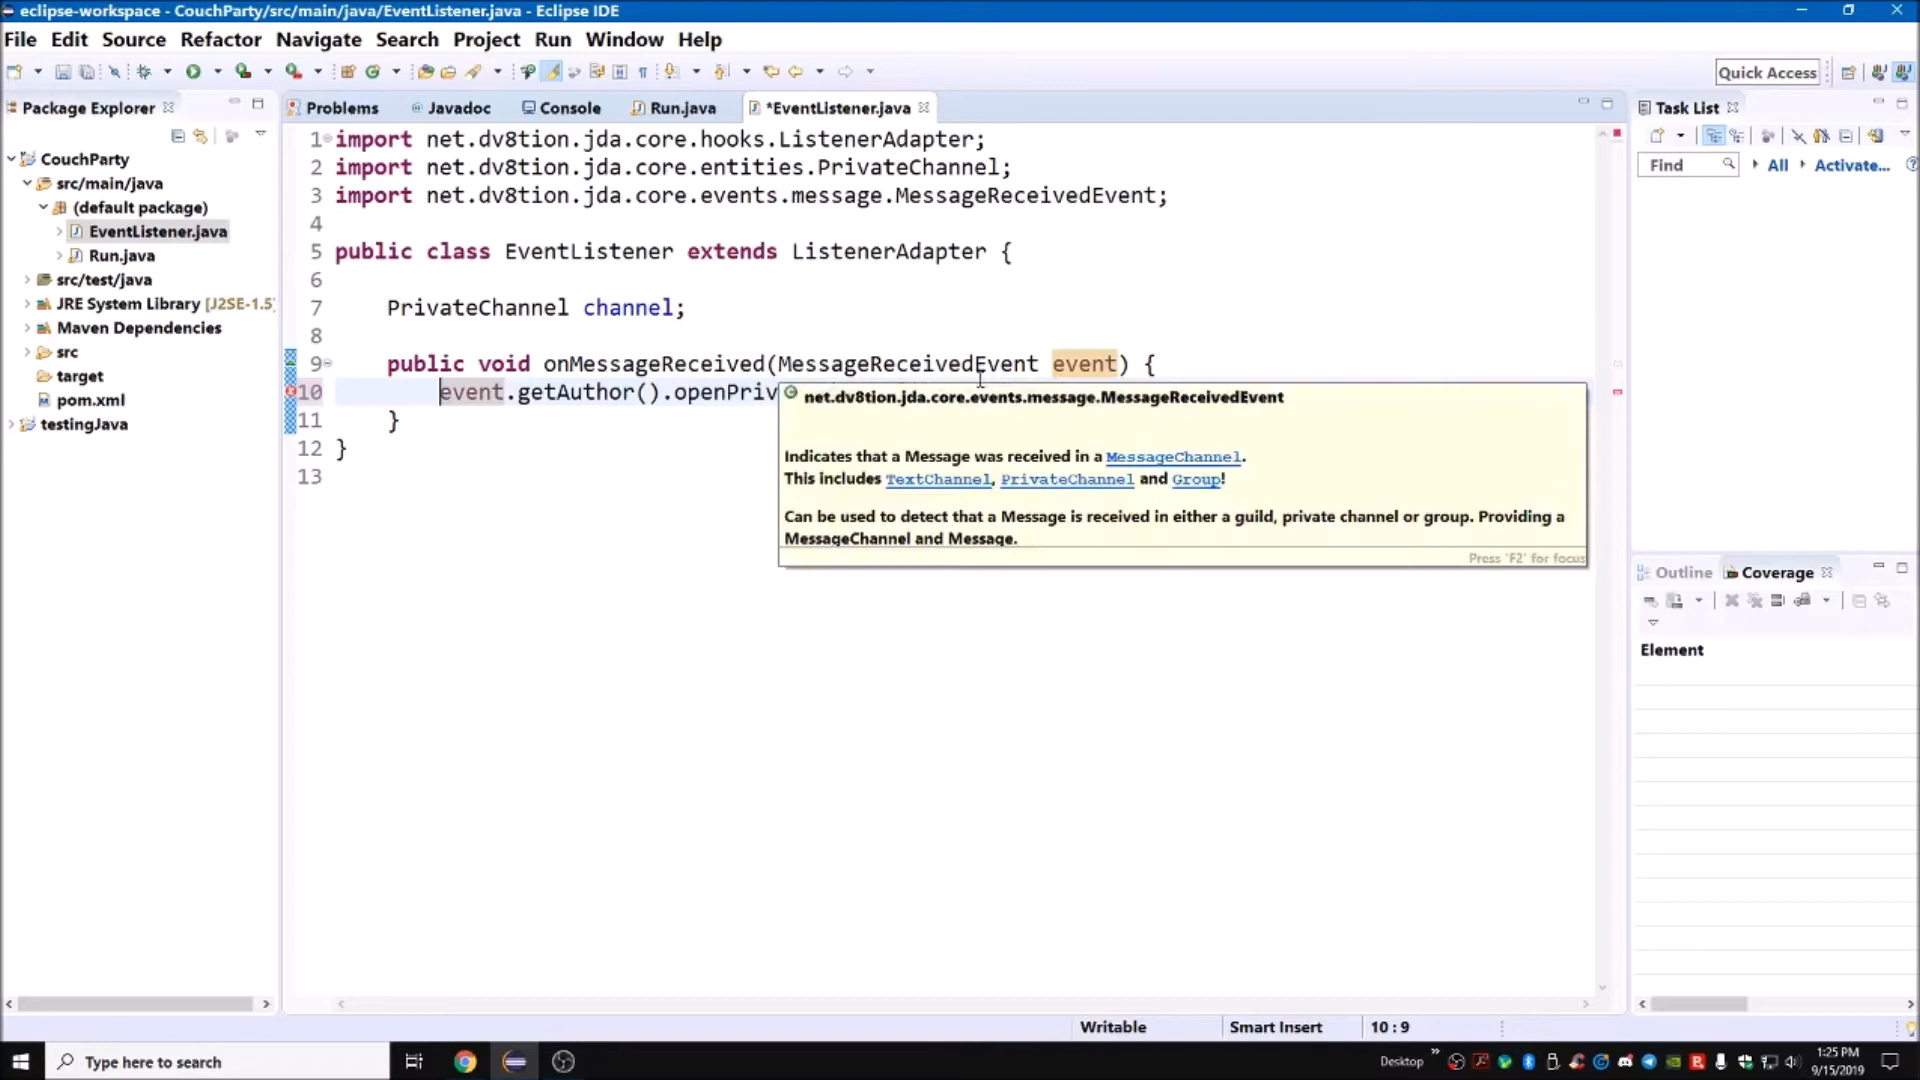 eclipse-workspace - CouchParty/src/main/java/EventListener.java - Eclipse IDE
File Edit Source Refactor Navigate Search Project Run Window Help
Quick Access
Package Explorer
CouchParty
src/main/java
(default package)
EventListener.java
Run.java
src/test/java
JRE System Library [J2SE-1.5]
Maven Dependencies
src
target
pom.xml
testingJava
Problems @ Javadoc Console Run.java *EventListener.java
1 import net.dv8tion.jda.core.hooks.ListenerAdapter;
2 import net.dv8tion.jda.core.entities.PrivateChannel;
3 import net.dv8tion.jda.core.events.message.MessageReceivedEvent;
4
5 public class EventListener extends ListenerAdapter {
6
7 PrivateChannel channel;
8
9 public void onMessageReceived(MessageReceivedEvent event) {
10 event.getAuthor().openPriv
11 }
12 }
13
net.dv8tion.jda.core.events.message.MessageReceivedEvent
Indicates that a Message was received in a MessageChannel.
This includes TextChannel, PrivateChannel and Group!
Can be used to detect that a Message is received in either a guild, private channel or group. Providing a
MessageChannel and Message.
Press 'F2' for focus
Task List
Find All Activate...
Outline Coverage
Element
Writable Smart Insert 10 : 9
Type here to search
Desktop
1:25 PM
9/15/2019